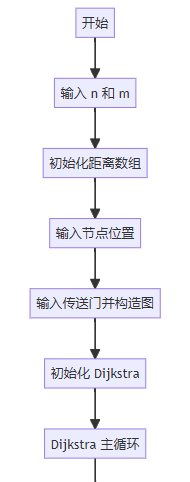 开始
输入 n 和 m
初始化距离数组
输入节点位置
输入传送门并构造图
初始化 Dijkstra
Dijkstra 主循环